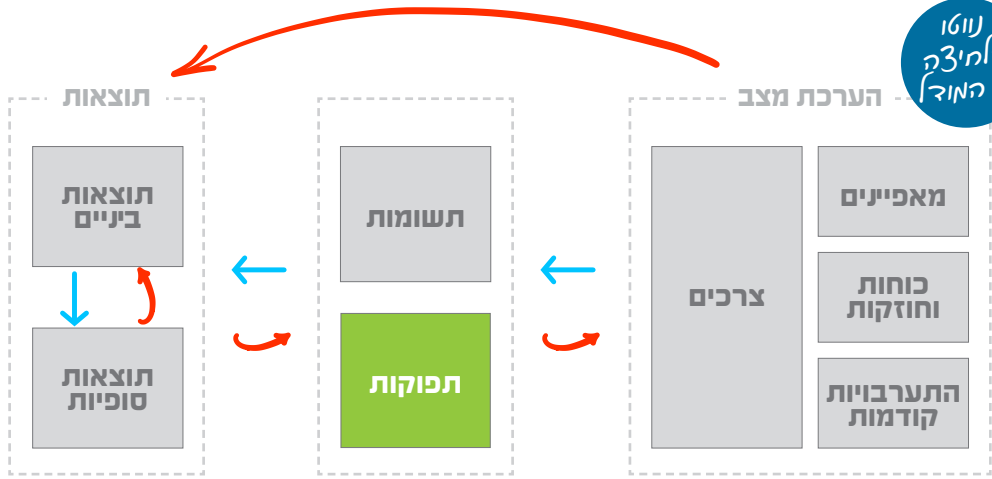 נווטו
לחיצה
המודל
הערכת מצב
מאפיינים
כוחות
וחוזקות
התערבויות
קודמות
צרכים
תשומות
תפוקות
תוצאות
תוצאות
ביניים
תוצאות
סופיות